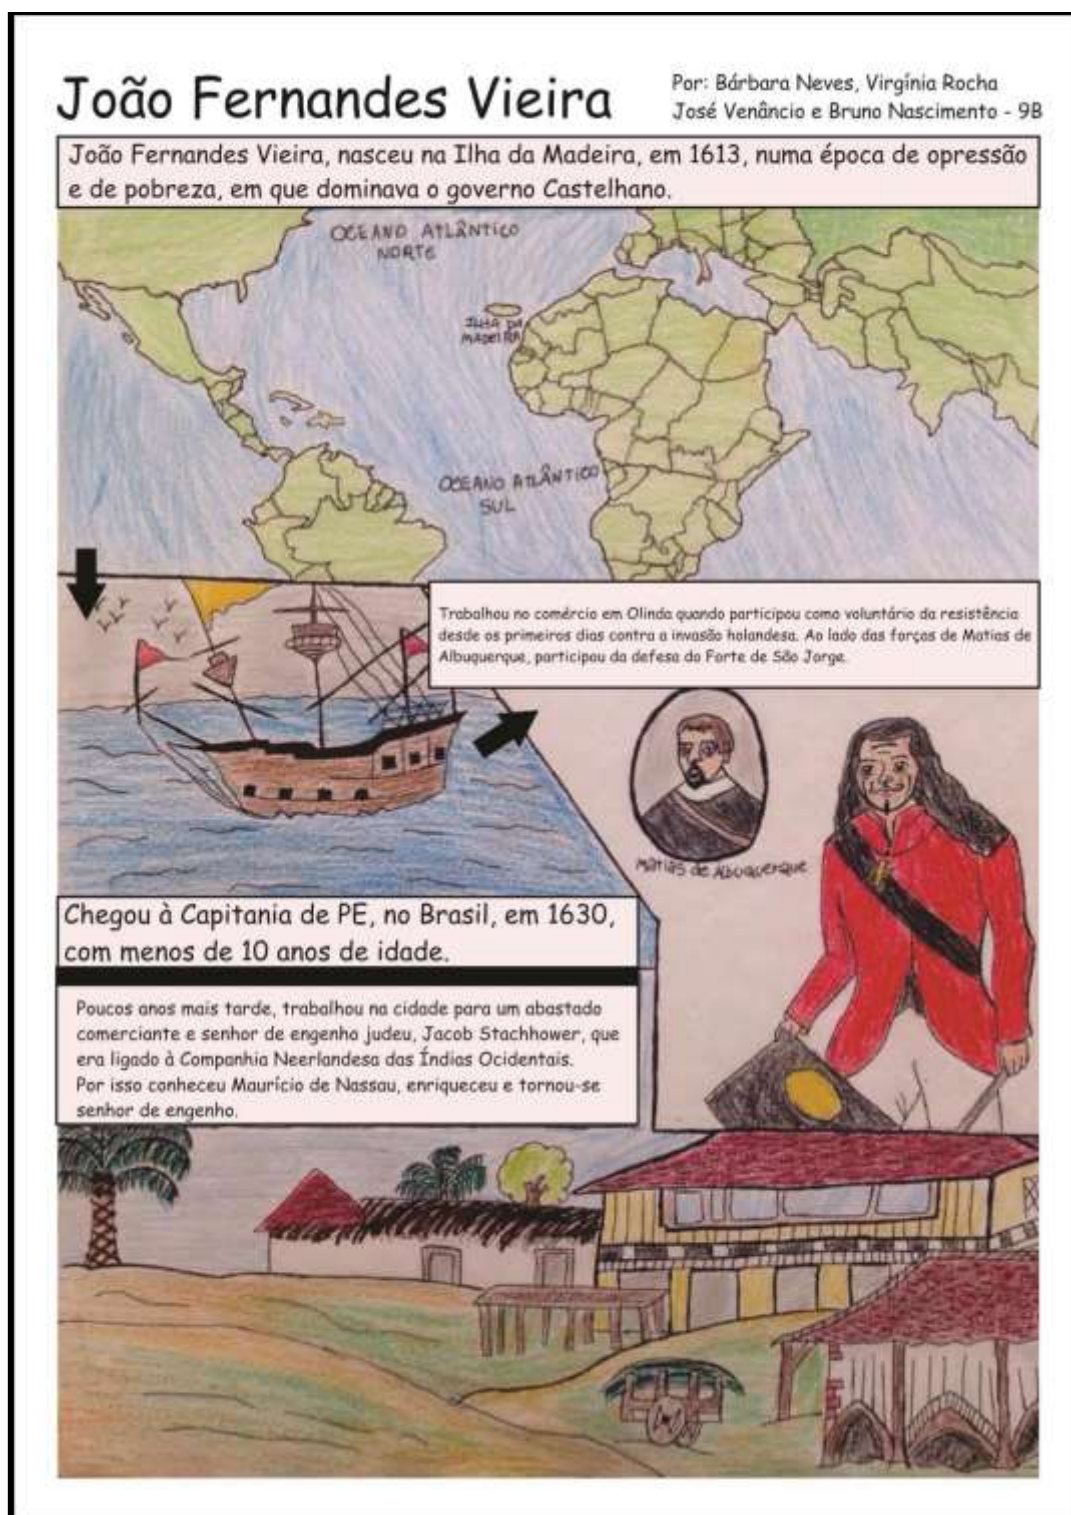 João Fernandes Vieira
Por: Bárbara Neves, Virgínia Rocha
José Venâncio e Bruno Nascimento - 9B
João Fernandes Vieira, nasceu na Ilha da Madeira, em 1613, numa época de opressão
e de pobreza, em que dominava o governo Castelhano.
OCEANO ATLÂNTICO
NORTE
ILHA DA
MADEIRA
OCEANO ATLÂNTICO
SUL
Trabalhou no comércio em Olinda quando participou como voluntário da resistência
desde os primeiros dias contra a invasão holandesa. Ao lado das forças de Matias de
Albuquerque, participou da defesa do Forte de São Jorge.
Matias de Albuquerque
Chegou à Capitania de PE, no Brasil, em 1630,
com menos de 10 anos de idade.
Poucos anos mais tarde, trabalhou na cidade para um abastado
comerciante e senhor de engenho judeu, Jacob Stachhower, que
era ligado à Companhia Neerlandesa das Índias Ocidentais.
Por isso conheceu Maurício de Nassau, enriqueceu e tornou-se
senhor de engenho.